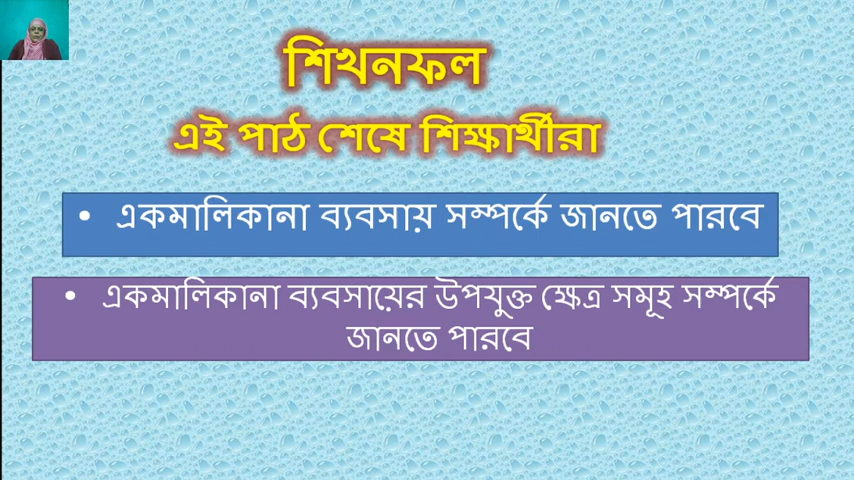 শিখনফল
এই পাঠ শেষে শিক্ষার্থীরা
• একমালিকানা ব্যবসায় সম্পর্কে জানতে পারবে
• একমালিকানা ব্যবসায়ের উপযুক্ত ক্ষেত্র সমূহ সম্পর্কে
জানতে পারবে